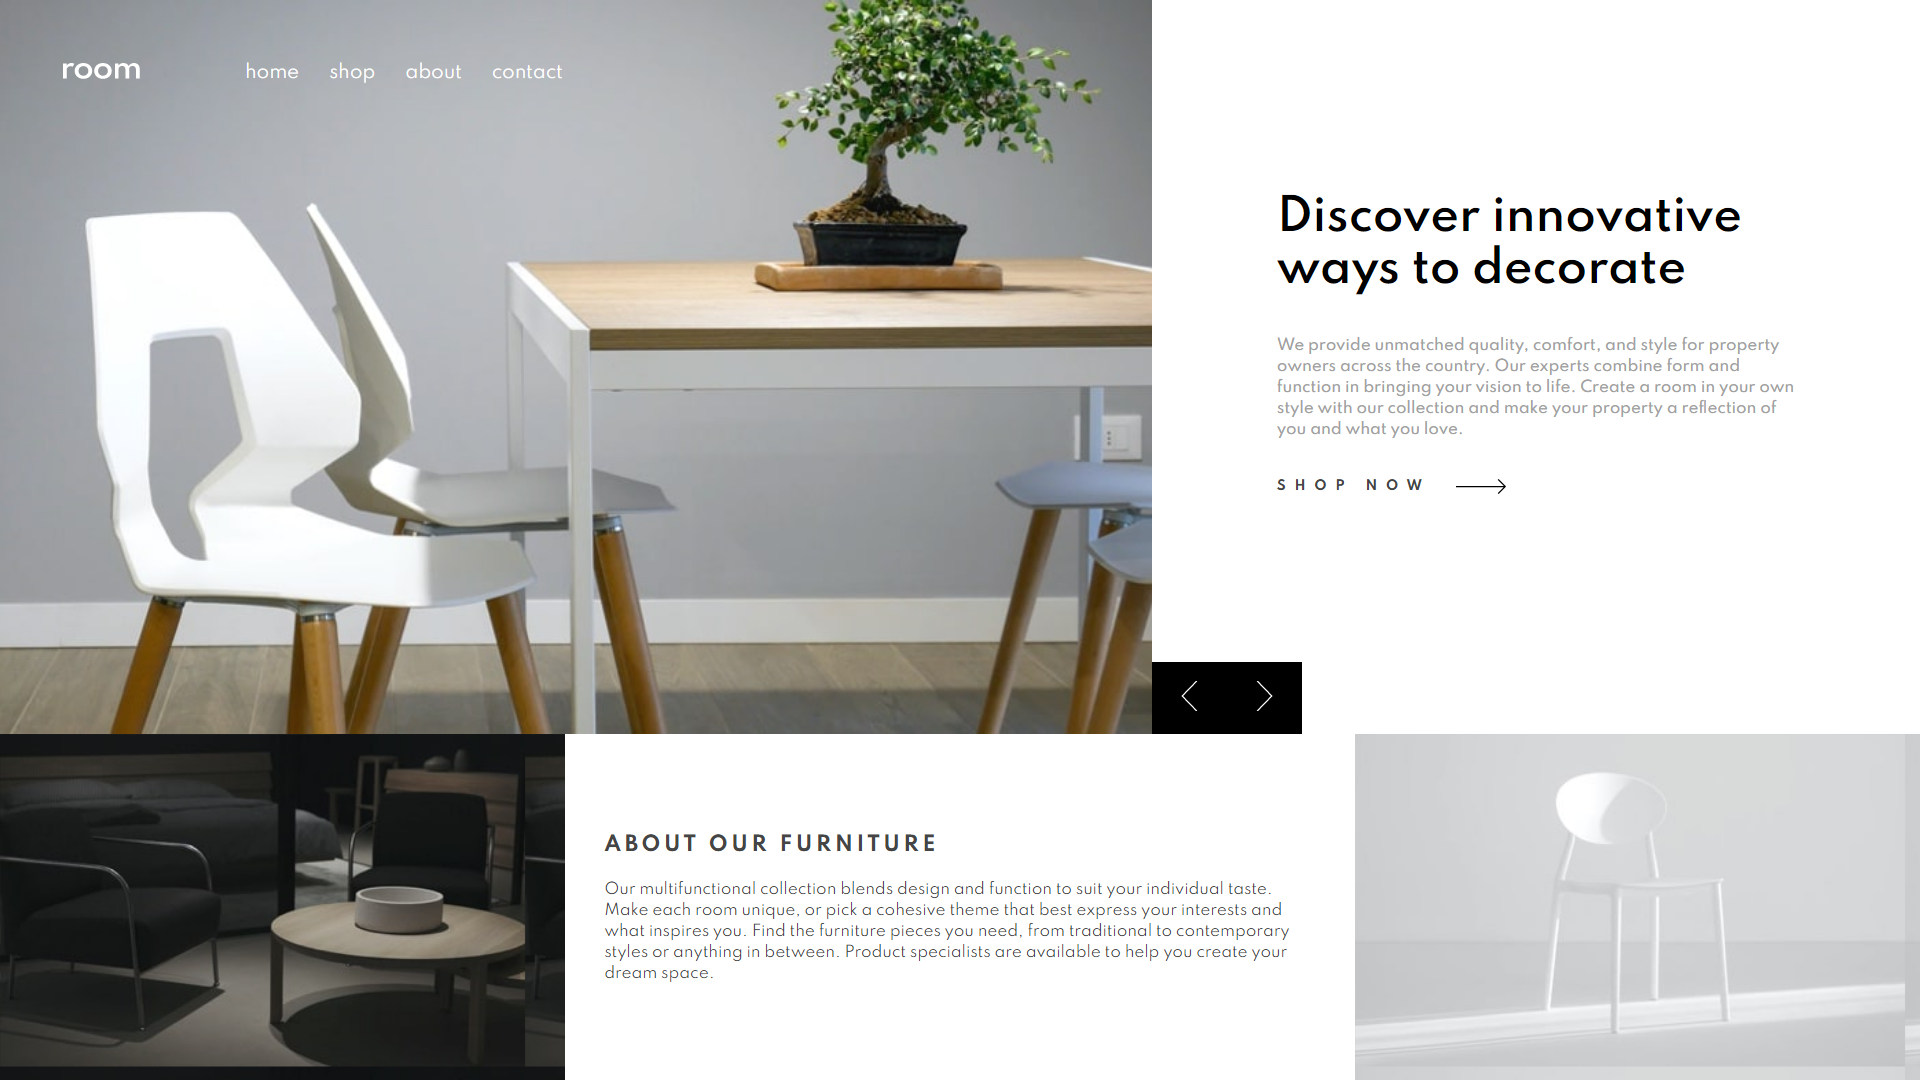 room
home shop about contact
Discover innovative
ways to decorate
We provide unmatched quality, comfort, and style for property
owners across the country. Our experts combine form and
function in bringing your vision to life. Create a room in your own
style with our collection and make your property a reflection of
you and what you love.
SHOP NOW
ABOUT OUR FURNITURE
Our multifunctional collection blends design and function to suit your individual taste.
Make each room unique, or pick a cohesive theme that best express your interests and
what inspires you. Find the furniture pieces you need, from traditional to contemporary
styles or anything in between. Product specialists are available to help you create your
dream space.